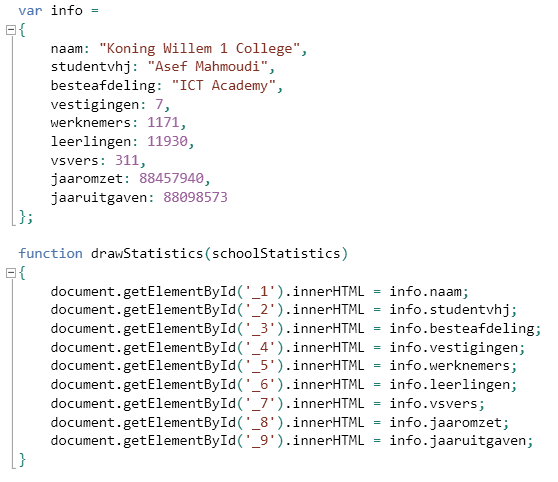 var info =
{
naam: "Koning Willem 1 College",
studentvhj: "Asef Mahmoudi",
besteafdeling: "ICT Academy",
vestigingen: 7,
werknemers: 1171,
leerlingen: 11930,
vsvers: 311,
jaaromzet: 88457940,
jaaruitgaven: 88098573
};
function drawStatistics(schoolStatistics)
{
document.getElementById('_1').innerHTML = info.naam;
document.getElementById('_2').innerHTML = info.studentvhj;
document.getElementById('_3').innerHTML = info.besteafdeling;
document.getElementById('_4').innerHTML = info.vestigingen;
document.getElementById('_5').innerHTML = info.werknemers;
document.getElementById('_6').innerHTML = info.leerlingen;
document.getElementById('_7').innerHTML = info.vsvers;
document.getElementById('_8').innerHTML = info.jaaromzet;
document.getElementById('_9').innerHTML = info.jaaruitgaven;
}